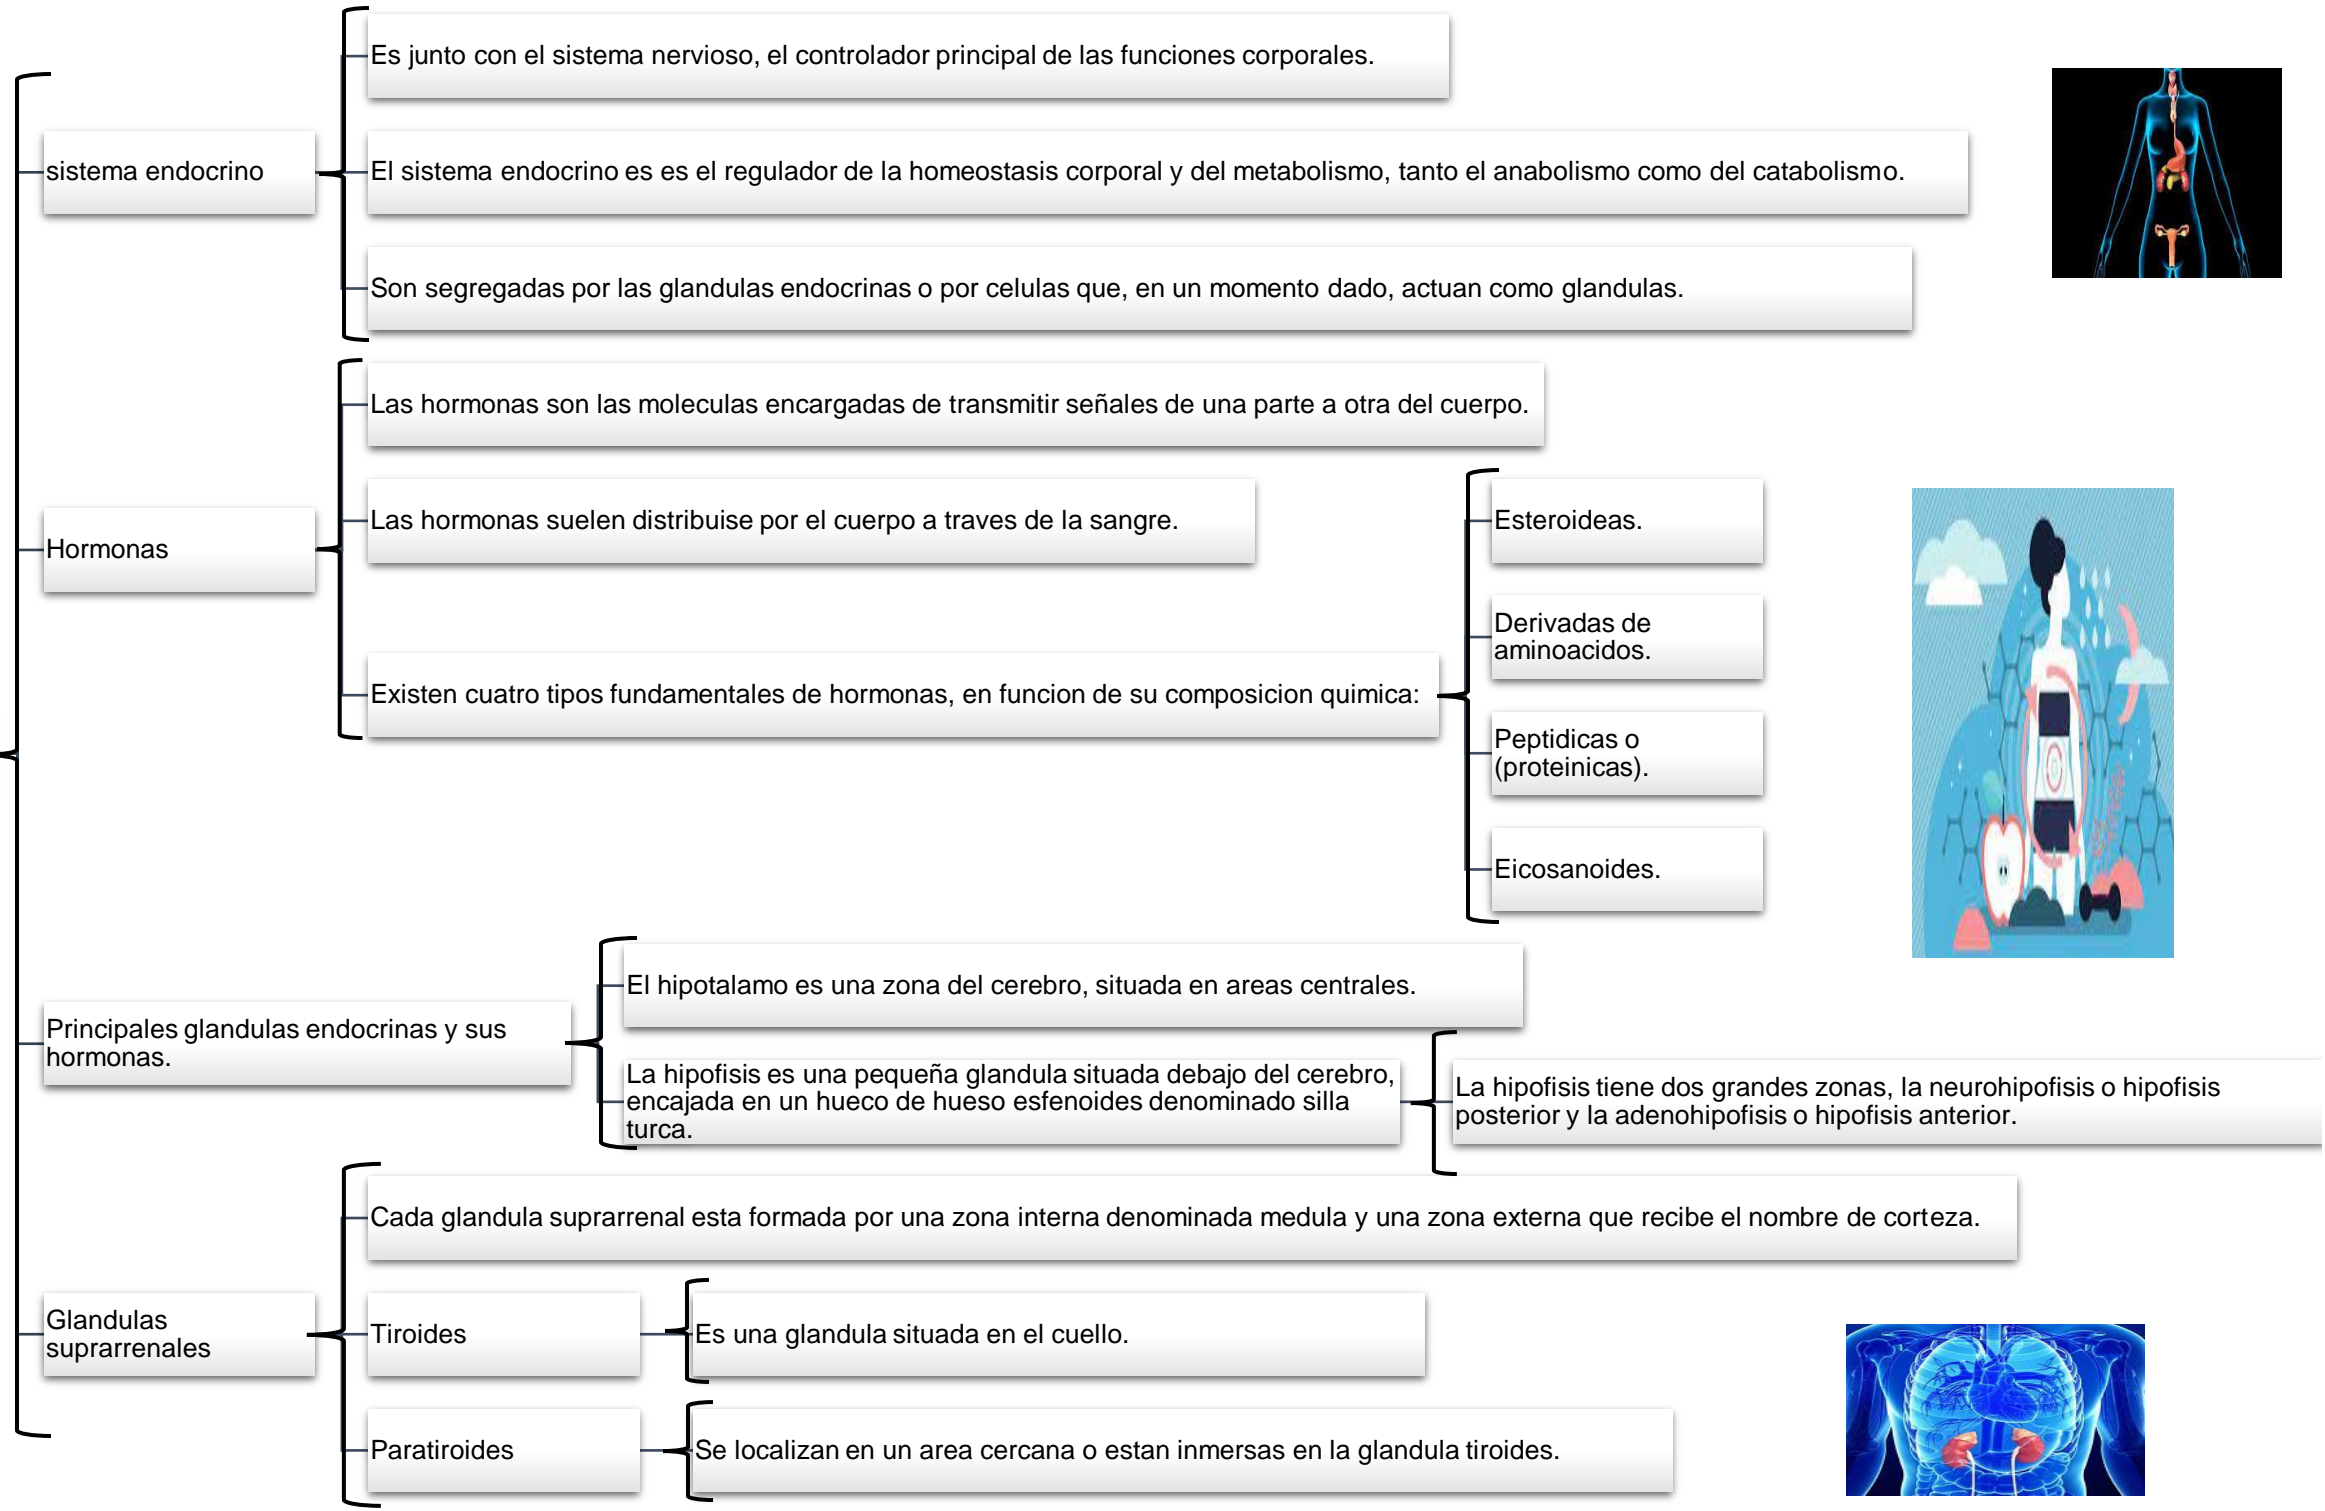 sistema endocrino
Es junto con el sistema nervioso, el controlador principal de las funciones corporales.
El sistema endocrino es es el regulador de la homeostasis corporal y del metabolismo, tanto el anabolismo como del catabolismo.
Son segregadas por las glandulas endocrinas o por celulas que, en un momento dado, actuan como glandulas.
Hormonas
Las hormonas son las moleculas encargadas de transmitir señales de una parte a otra del cuerpo.
Las hormonas suelen distribuise por el cuerpo a traves de la sangre.
Existen cuatro tipos fundamentales de hormonas, en funcion de su composicion quimica:
Esteroideas.
Derivadas de
aminoacidos.
Peptidicas o
(proteinicas).
Eicosanoides.
Principales glandulas endocrinas y sus
hormonas.
El hipotalamo es una zona del cerebro, situada en areas centrales.
La hipofisis es una pequeña glandula situada debajo del cerebro,
encajada en un hueco de hueso esfenoides denominado silla
turca.
La hipofisis tiene dos grandes zonas, la neurohipofisis o hipofisis
posterior y la adenohipofisis o hipofisis anterior.
Glandulas
suprarrenales
Cada glandula suprarrenal esta formada por una zona interna denominada medula y una zona externa que recibe el nombre de corteza.
Tiroides
Es una glandula situada en el cuello.
Paratiroides
Se localizan en un area cercana o estan inmersas en la glandula tiroides.